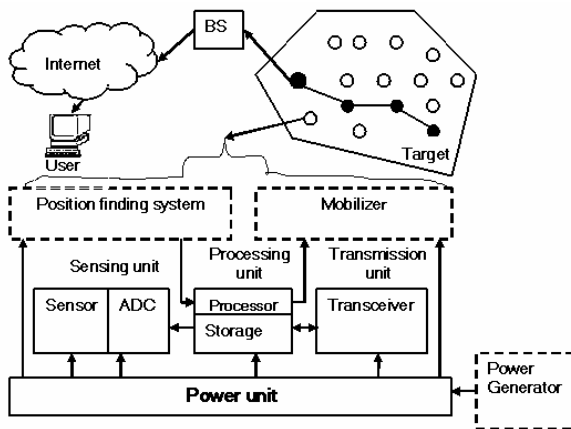 BS
Internet
User
Target
Position finding system
Mobilizer
Sensing unit
Processing
unit
Transmission
unit
Sensor
ADC
Processor
Storage
Transceiver
Power
Generator
Power unit